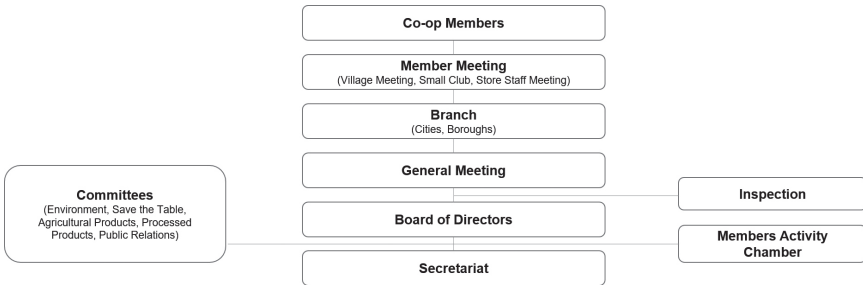 Co-op Members
Member Meeting
(Village Meeting, Small Club, Store Staff Meeting)
Branch
(Cities, Boroughs)
General Meeting
Committees
(Environment, Save the Table,
Agricultural Products, Processed
Products, Public Relations)
Inspection
Board of Directors
Members Activity
Chamber
Secretariat